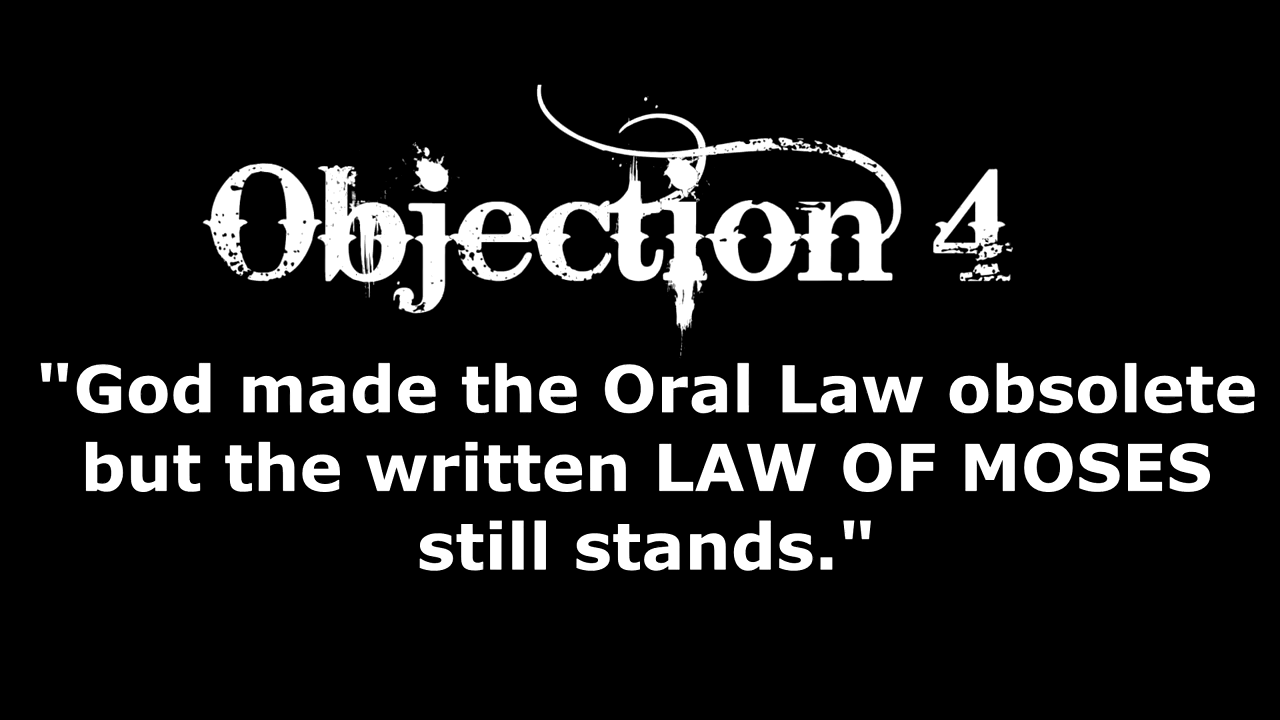 Objection 4
"God made the Oral Law obsolete
but the written LAW OF MOSES
still stands."